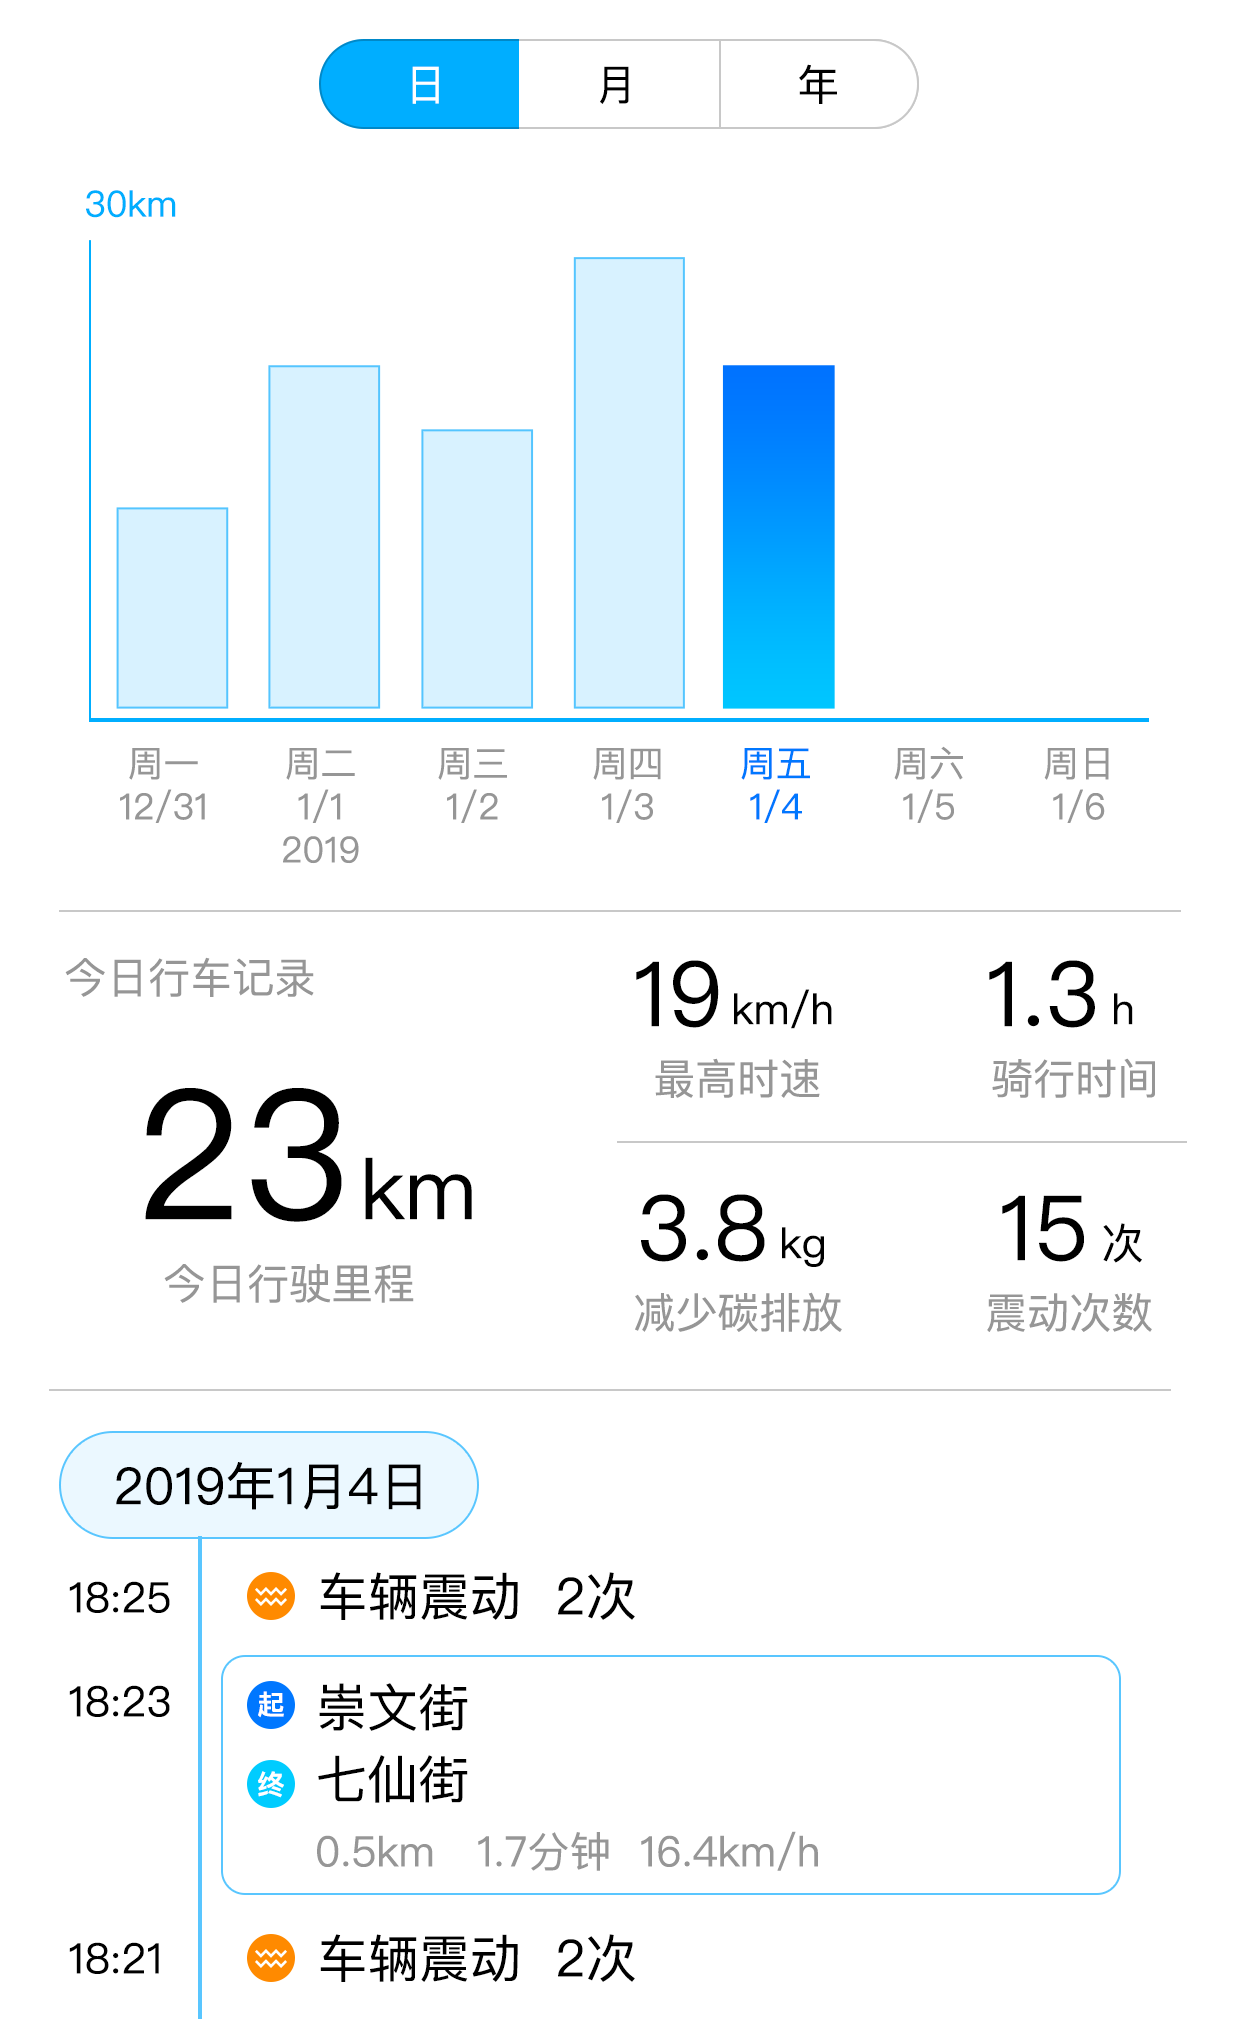 日 月 年
30km
周一 周二 周三 周四 周五 周六 周日
12/31 1/1 1/2 1/3 1/4 1/5 1/6
2019
今日行车记录
23 km
今日行驶里程
19 km/h
最高时速
1.3 h
骑行时间
3.8 kg
减少碳排放
15 次
震动次数
2019年1月4日
18:25 车辆震动 2次
18:23 起 崇文街
终 七仙街
0.5km 1.7分钟 16.4km/h
18:21 车辆震动 2次